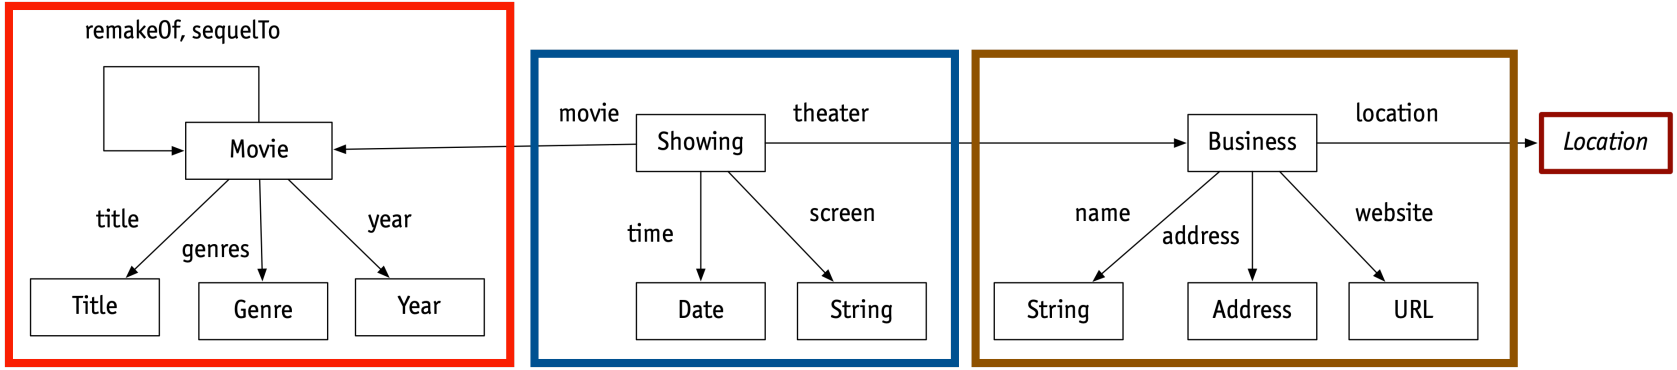 remakeOf, sequelTo
Movie
title
genres
year
Title
Genre
Year
movie
theater
Showing
time
screen
Date
String
location
Business
name
address
website
String
Address
URL
Location